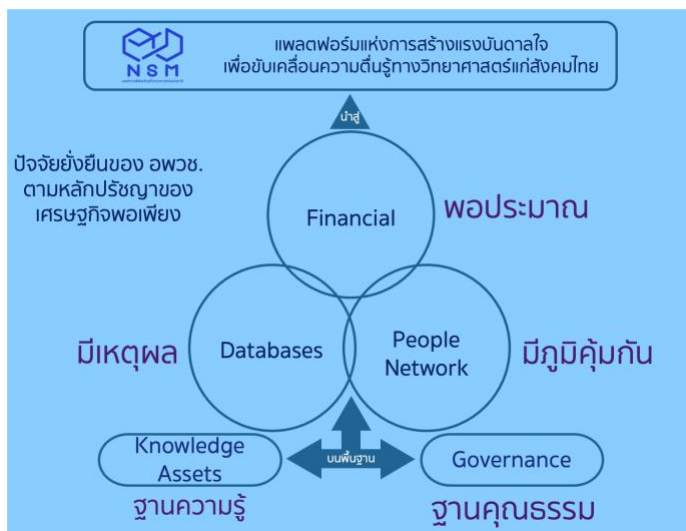 แพลตฟอร์มแห่งการสร้างแรงบันดาลใจ
เพื่อขับเคลื่อนความตื่นรู้ทางวิทยาศาสตร์แก่สังคมไทย
NSM
นำสู่
ปัจจัยยั่งยืนของ อพวช.
ตามหลักปรัชญาของ
เศรษฐกิจพอเพียง
Financial
พอประมาณ
มีเหตุผล
Databases
People
Network
มีภูมิคุ้มกัน
Knowledge
Assets
บนพื้นฐาน
Governance
ฐานความรู้
ฐานคุณธรรม